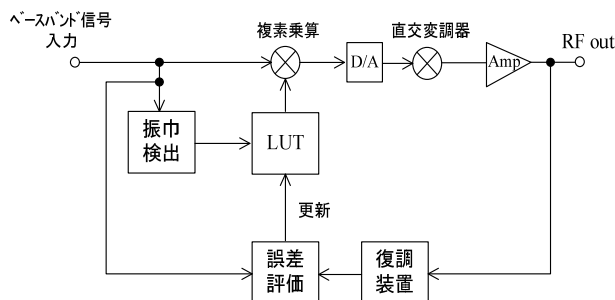 ﾍﾞｰｽﾊﾞﾝﾄﾞ信号
入力
複素乗算
D/A
直交変調器
Amp
RF out
振巾
検出
LUT
更新
誤差
評価
復調
装置